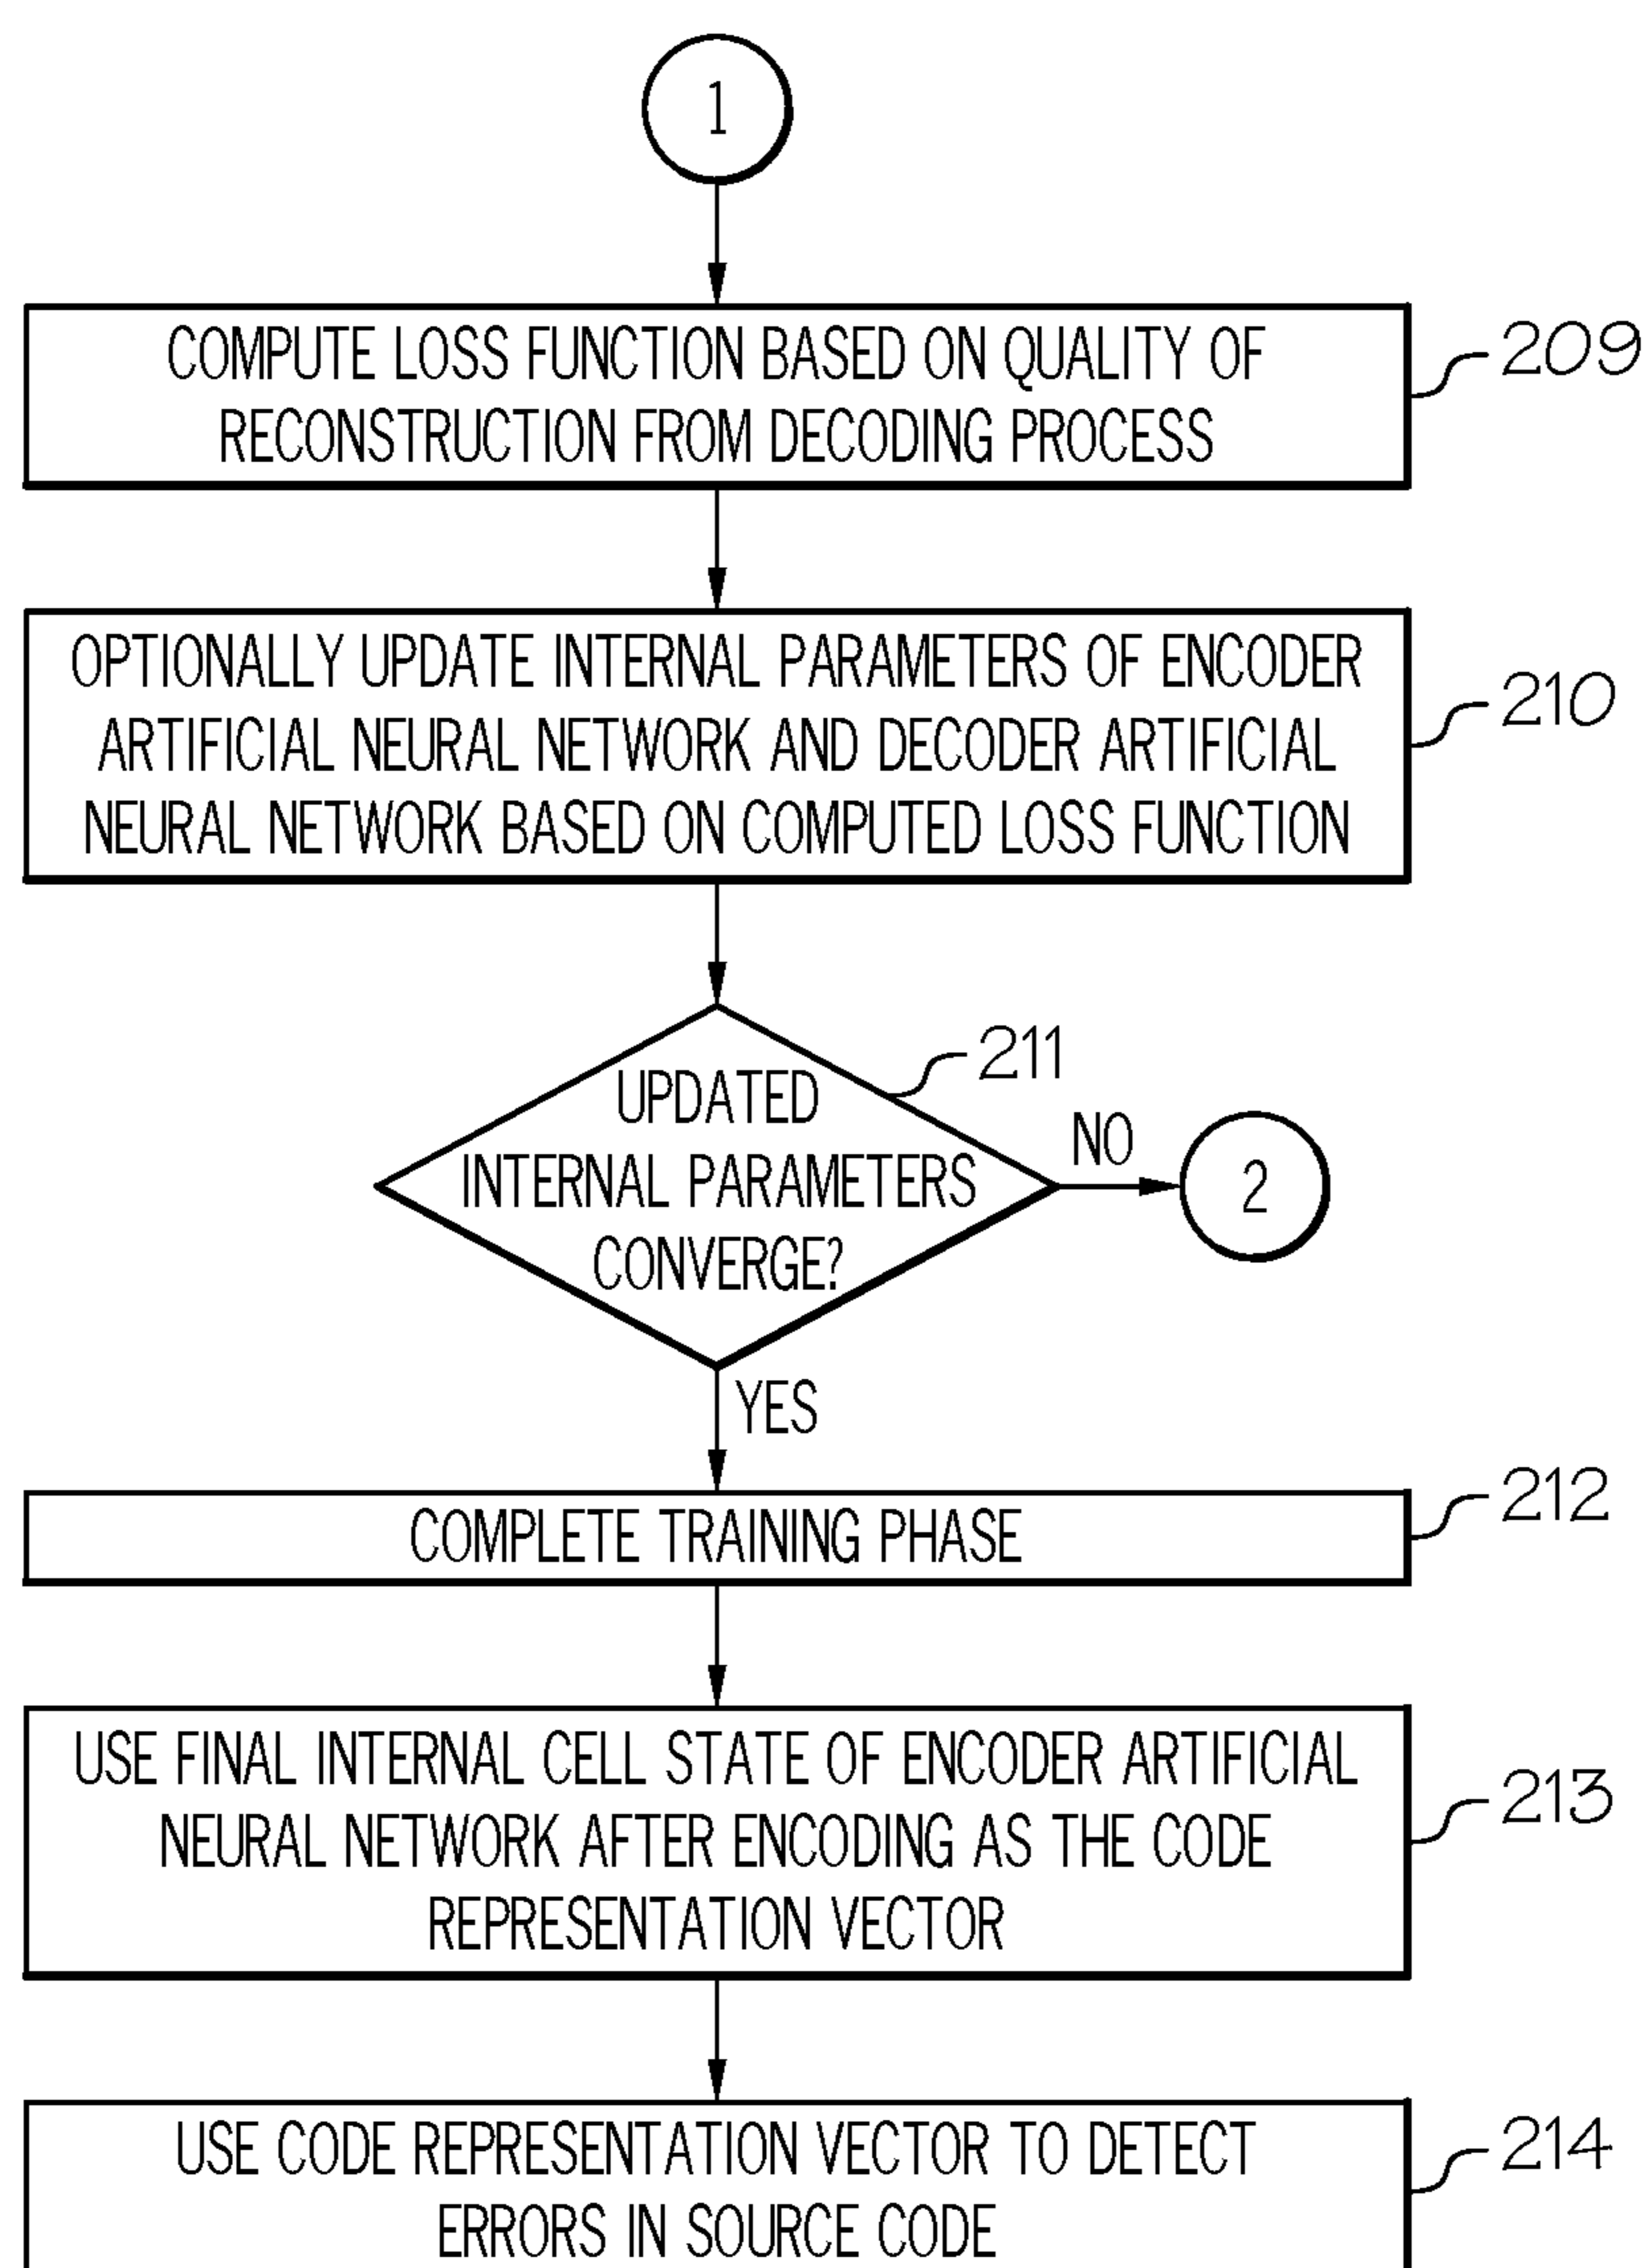 1
COMPUTE LOSS FUNCTION BASED ON QUALITY OF
RECONSTRUCTION FROM DECODING PROCESS
209
OPTIONALLY UPDATE INTERNAL PARAMETERS OF ENCODER
ARTIFICIAL NEURAL NETWORK AND DECODER ARTIFICIAL
NEURAL NETWORK BASED ON COMPUTED LOSS FUNCTION
210
UPDATED
INTERNAL PARAMETERS
CONVERGE?
211
NO
2
YES
COMPLETE TRAINING PHASE
212
USE FINAL INTERNAL CELL STATE OF ENCODER ARTIFICIAL
NEURAL NETWORK AFTER ENCODING AS THE CODE
REPRESENTATION VECTOR
213
USE CODE REPRESENTATION VECTOR TO DETECT
ERRORS IN SOURCE CODE
214